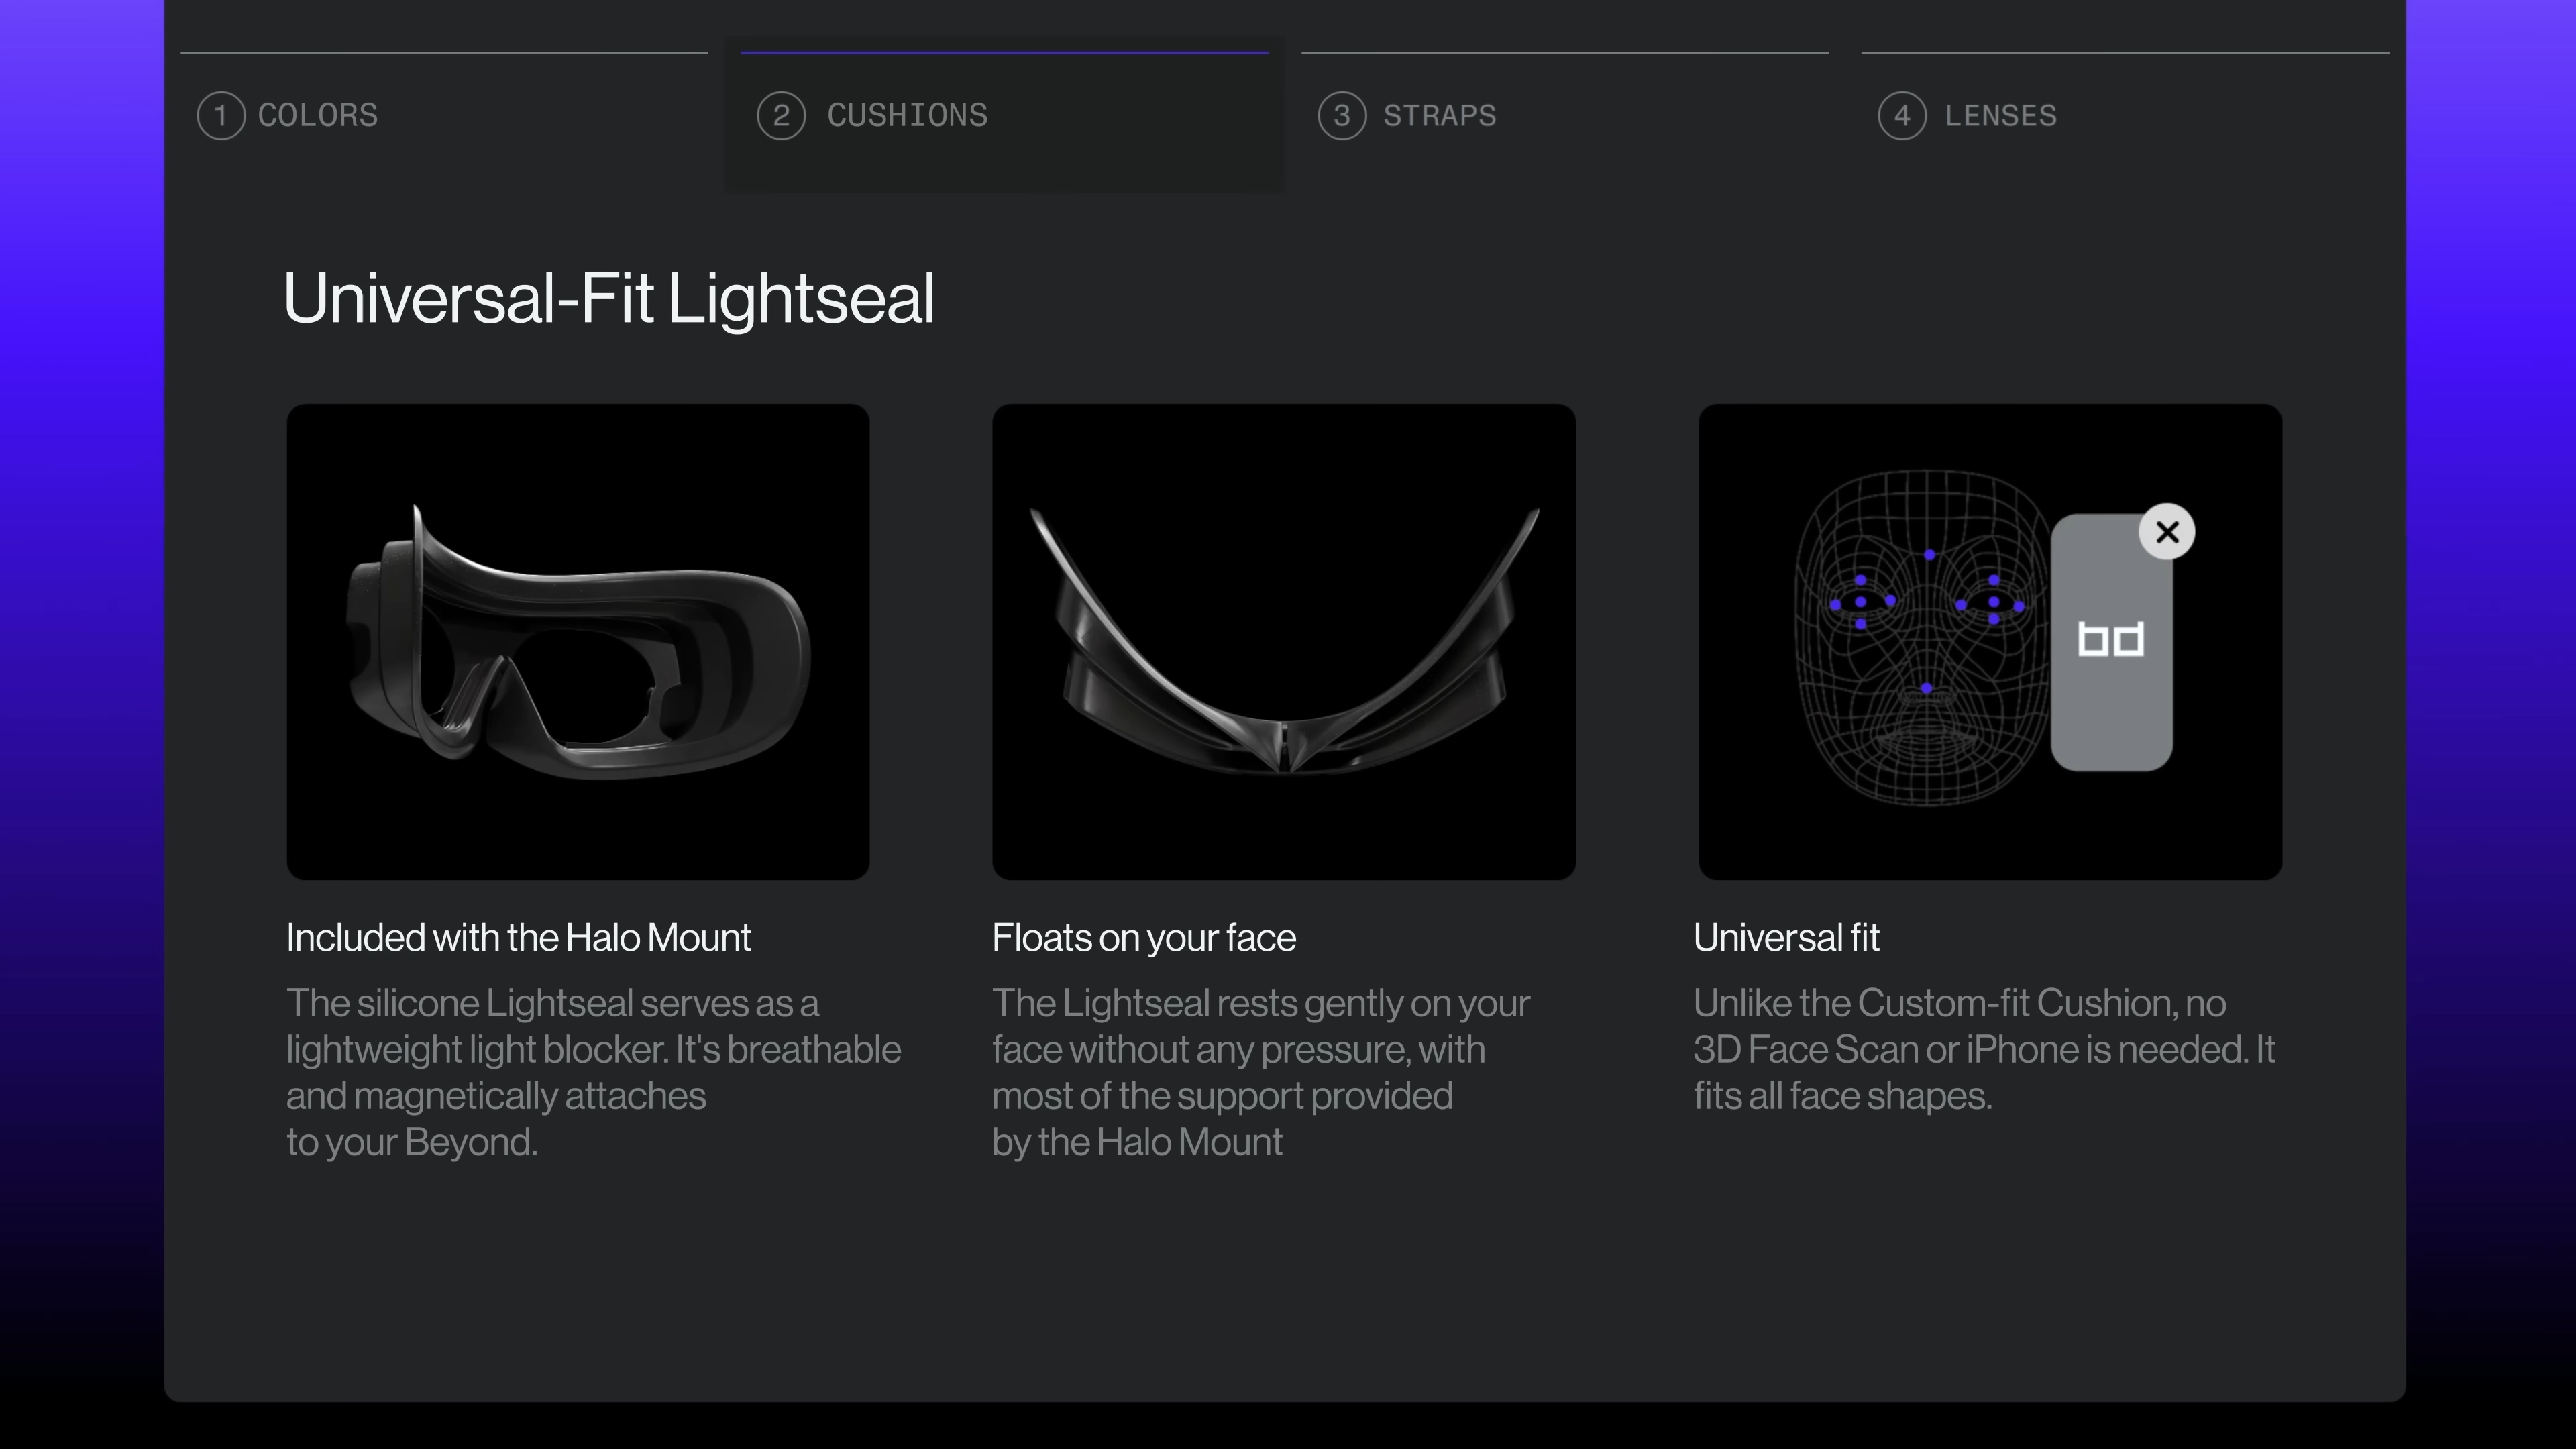 1 COLORS
2 CUSHIONS
3 STRAPS
4 LENSES
Universal-Fit Lightseal
bd
Included with the Halo Mount
The silicone Lightseal serves as a
lightweight light blocker. It's breathable
and magnetically attaches
to your Beyond.
Floats on your face
The Lightseal rests gently on your
face without any pressure, with
most of the support provided
by the Halo Mount
Universal fit
Unlike the Custom-fit Cushion, no
3D Face Scan or iPhone is needed. It
fits all face shapes.